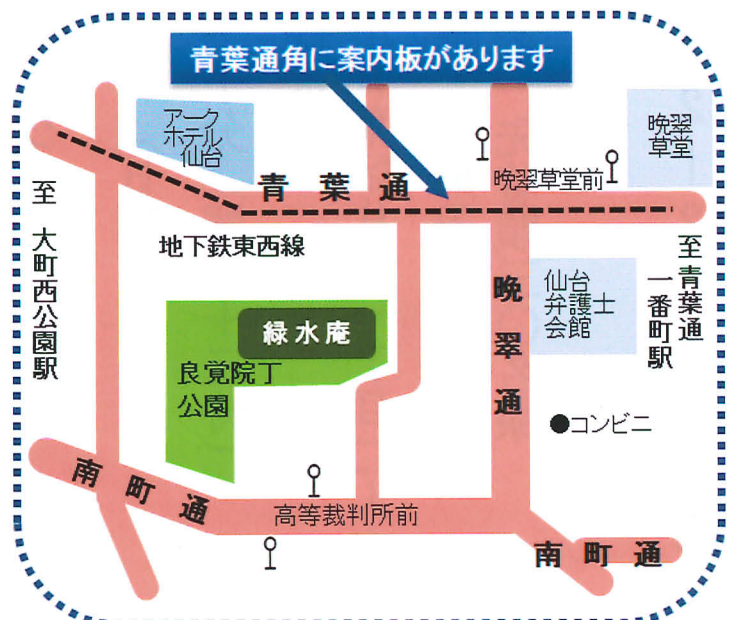 青葉通角に案内板があります
アーク
ホテル
仙台
晩翠
草堂
青葉通
晩翠草堂前
至 大町西公園駅
地下鉄東西線
至青葉通
一番町駅
仙台
弁護士
会館
晩翠通
緑水庵
良覚院丁
公園
●コンビニ
南町通
高等裁判所前
南町通